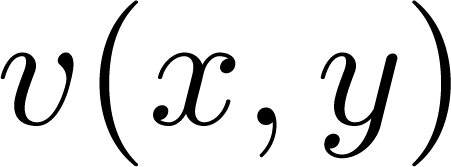 v(x, y)